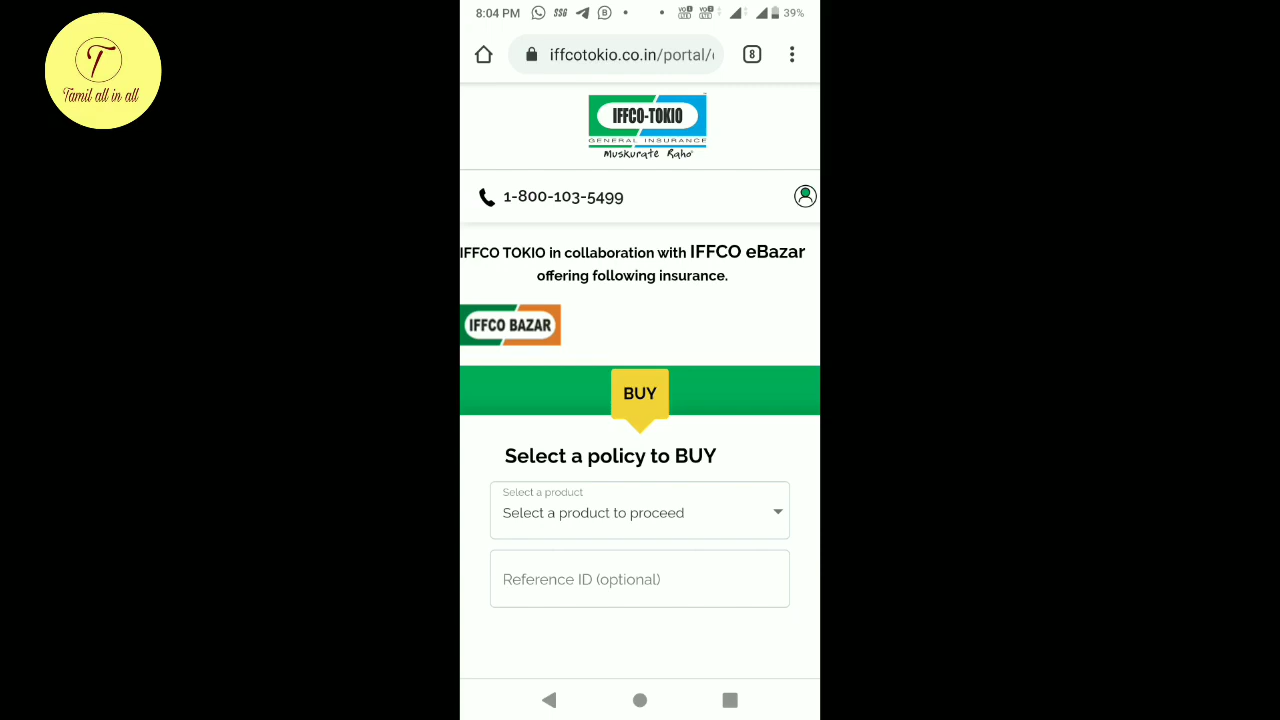 T
Tamil all in all
8:04 PM
SSG
B
39%
iffcotokio.co.in/portal/
8
IFFCO-TOKIO
GENERAL INSURANCE
Muskurate Raho
1-800-103-5499
IFFCO TOKIO in collaboration with IFFCO eBazar
offering following insurance.
IFFCO BAZAR
BUY
Select a policy to BUY
Select a product
Select a product to proceed
Reference ID (optional)